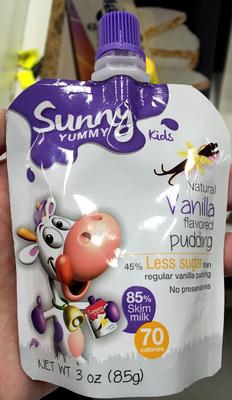 Sunny
YUMMY
Kids
Natural
Vanilla
flavored
pudding
45% Less sugar than
regular vanilla pudding
No preservatives
85%
Skim
milk
70
calories
NET WT 3 oz (85g)